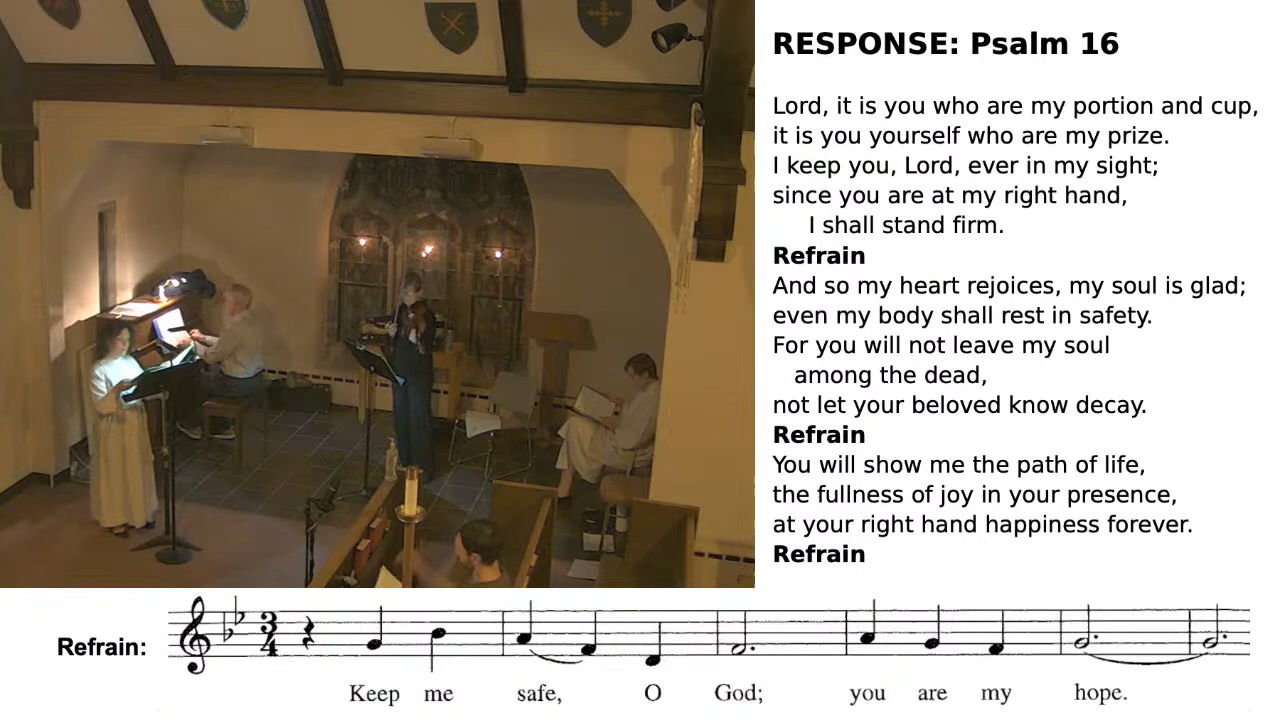 RESPONSE: Psalm 16
Lord, it is you who are my portion and cup,
it is you yourself who are my prize.
I keep you, Lord, ever in my sight;
since you are at my right hand,
I shall stand firm.
Refrain
And so my heart rejoices, my soul is glad;
even my body shall rest in safety.
For you will not leave my soul
among the dead,
not let your beloved know decay.
Refrain
You will show me the path of life,
the fullness of joy in your presence,
at your right hand happiness forever.
Refrain
Refrain:
3
4
Keep me safe, O God; you are my hope.